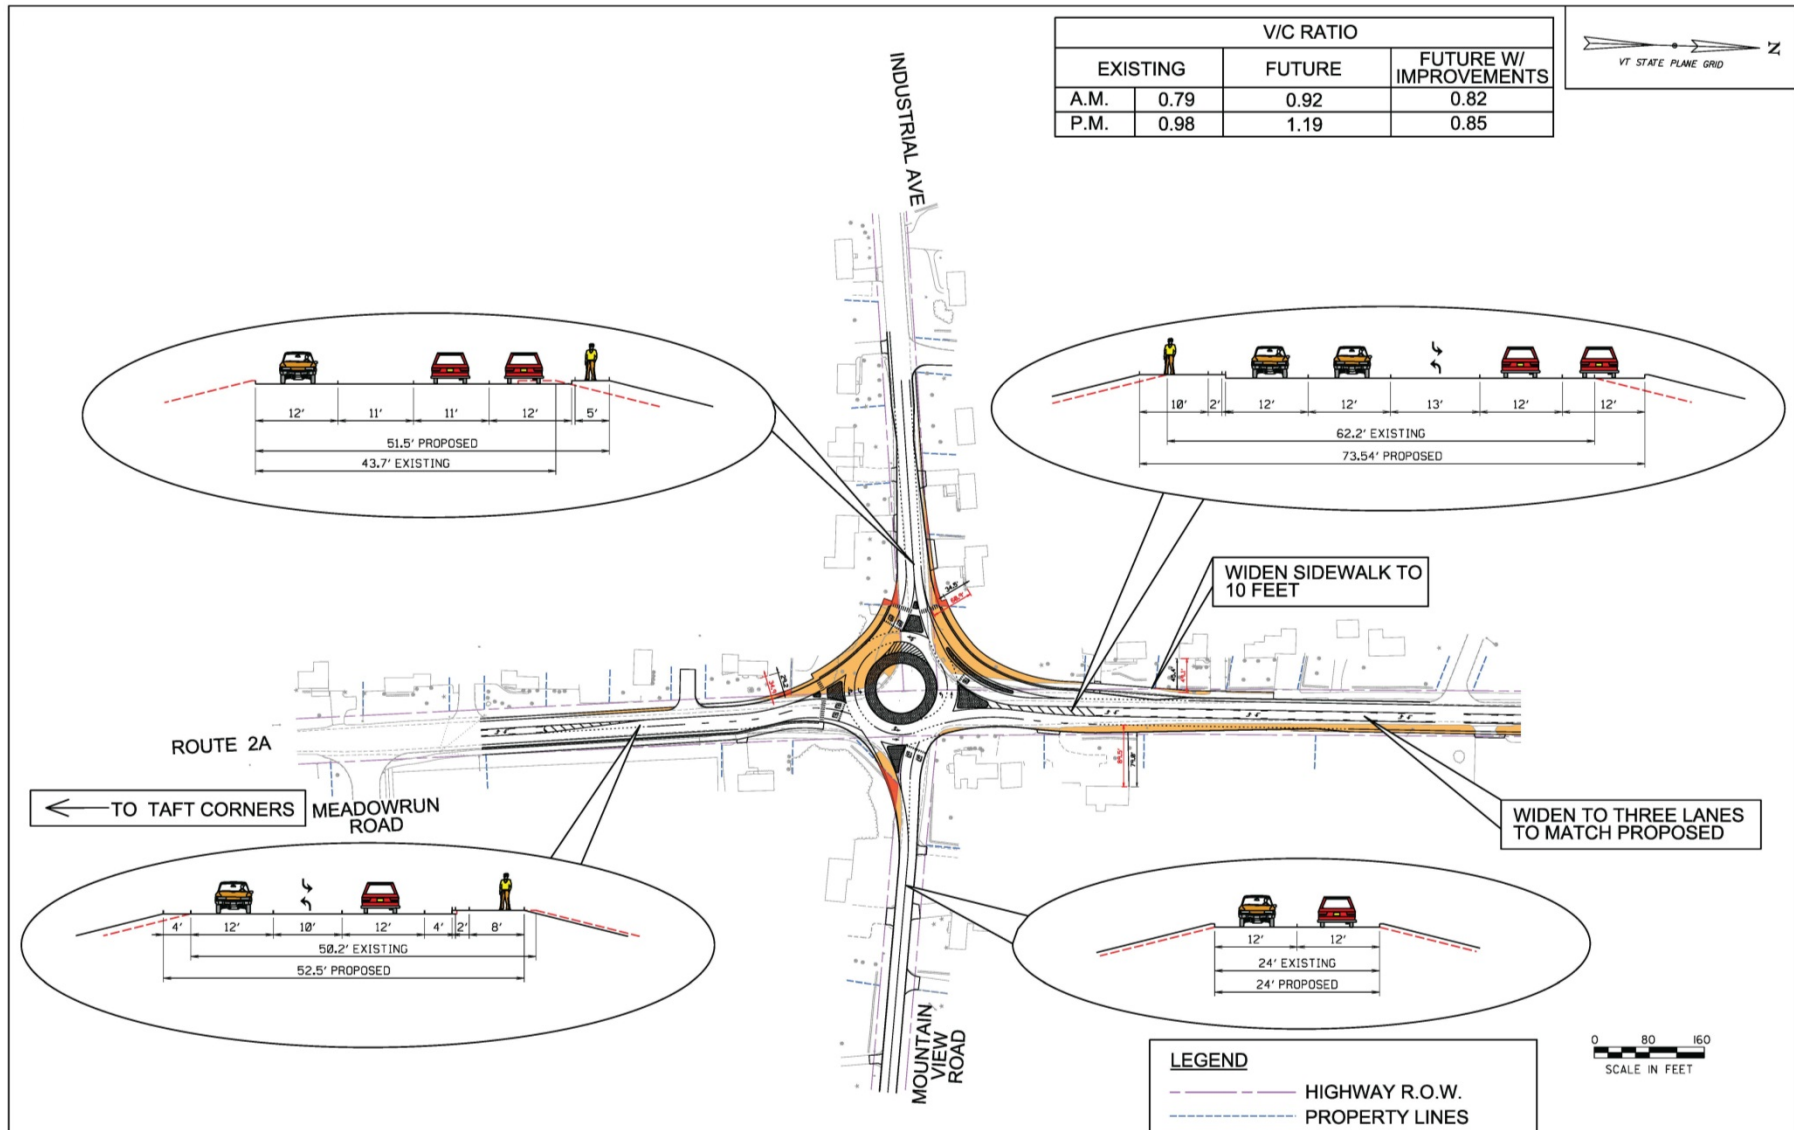 V/C RATIO
EXISTING FUTURE FUTURE W/
IMPROVEMENTS
A.M. 0.79 0.92 0.82
P.M. 0.98 1.19 0.85
N
VT STATE PLANE GRID
INDUSTRIAL AVE
12' 11' 11' 12' 5'
51.5' PROPOSED
43.7' EXISTING
10' 2' 12' 12' 13' 12' 12'
62.2' EXISTING
73.54' PROPOSED
WIDEN SIDEWALK TO
10 FEET
ROUTE 2A
TO TAFT CORNERS
MEADOWRUN
ROAD
WIDEN TO THREE LANES
TO MATCH PROPOSED
4' 12' 10' 12' 4' 2' 8'
50.2' EXISTING
52.5' PROPOSED
12' 12'
24' EXISTING
24' PROPOSED
MOUNTAIN
VIEW
ROAD
LEGEND
HIGHWAY R.O.W.
PROPERTY LINES
0 80 160
SCALE IN FEET